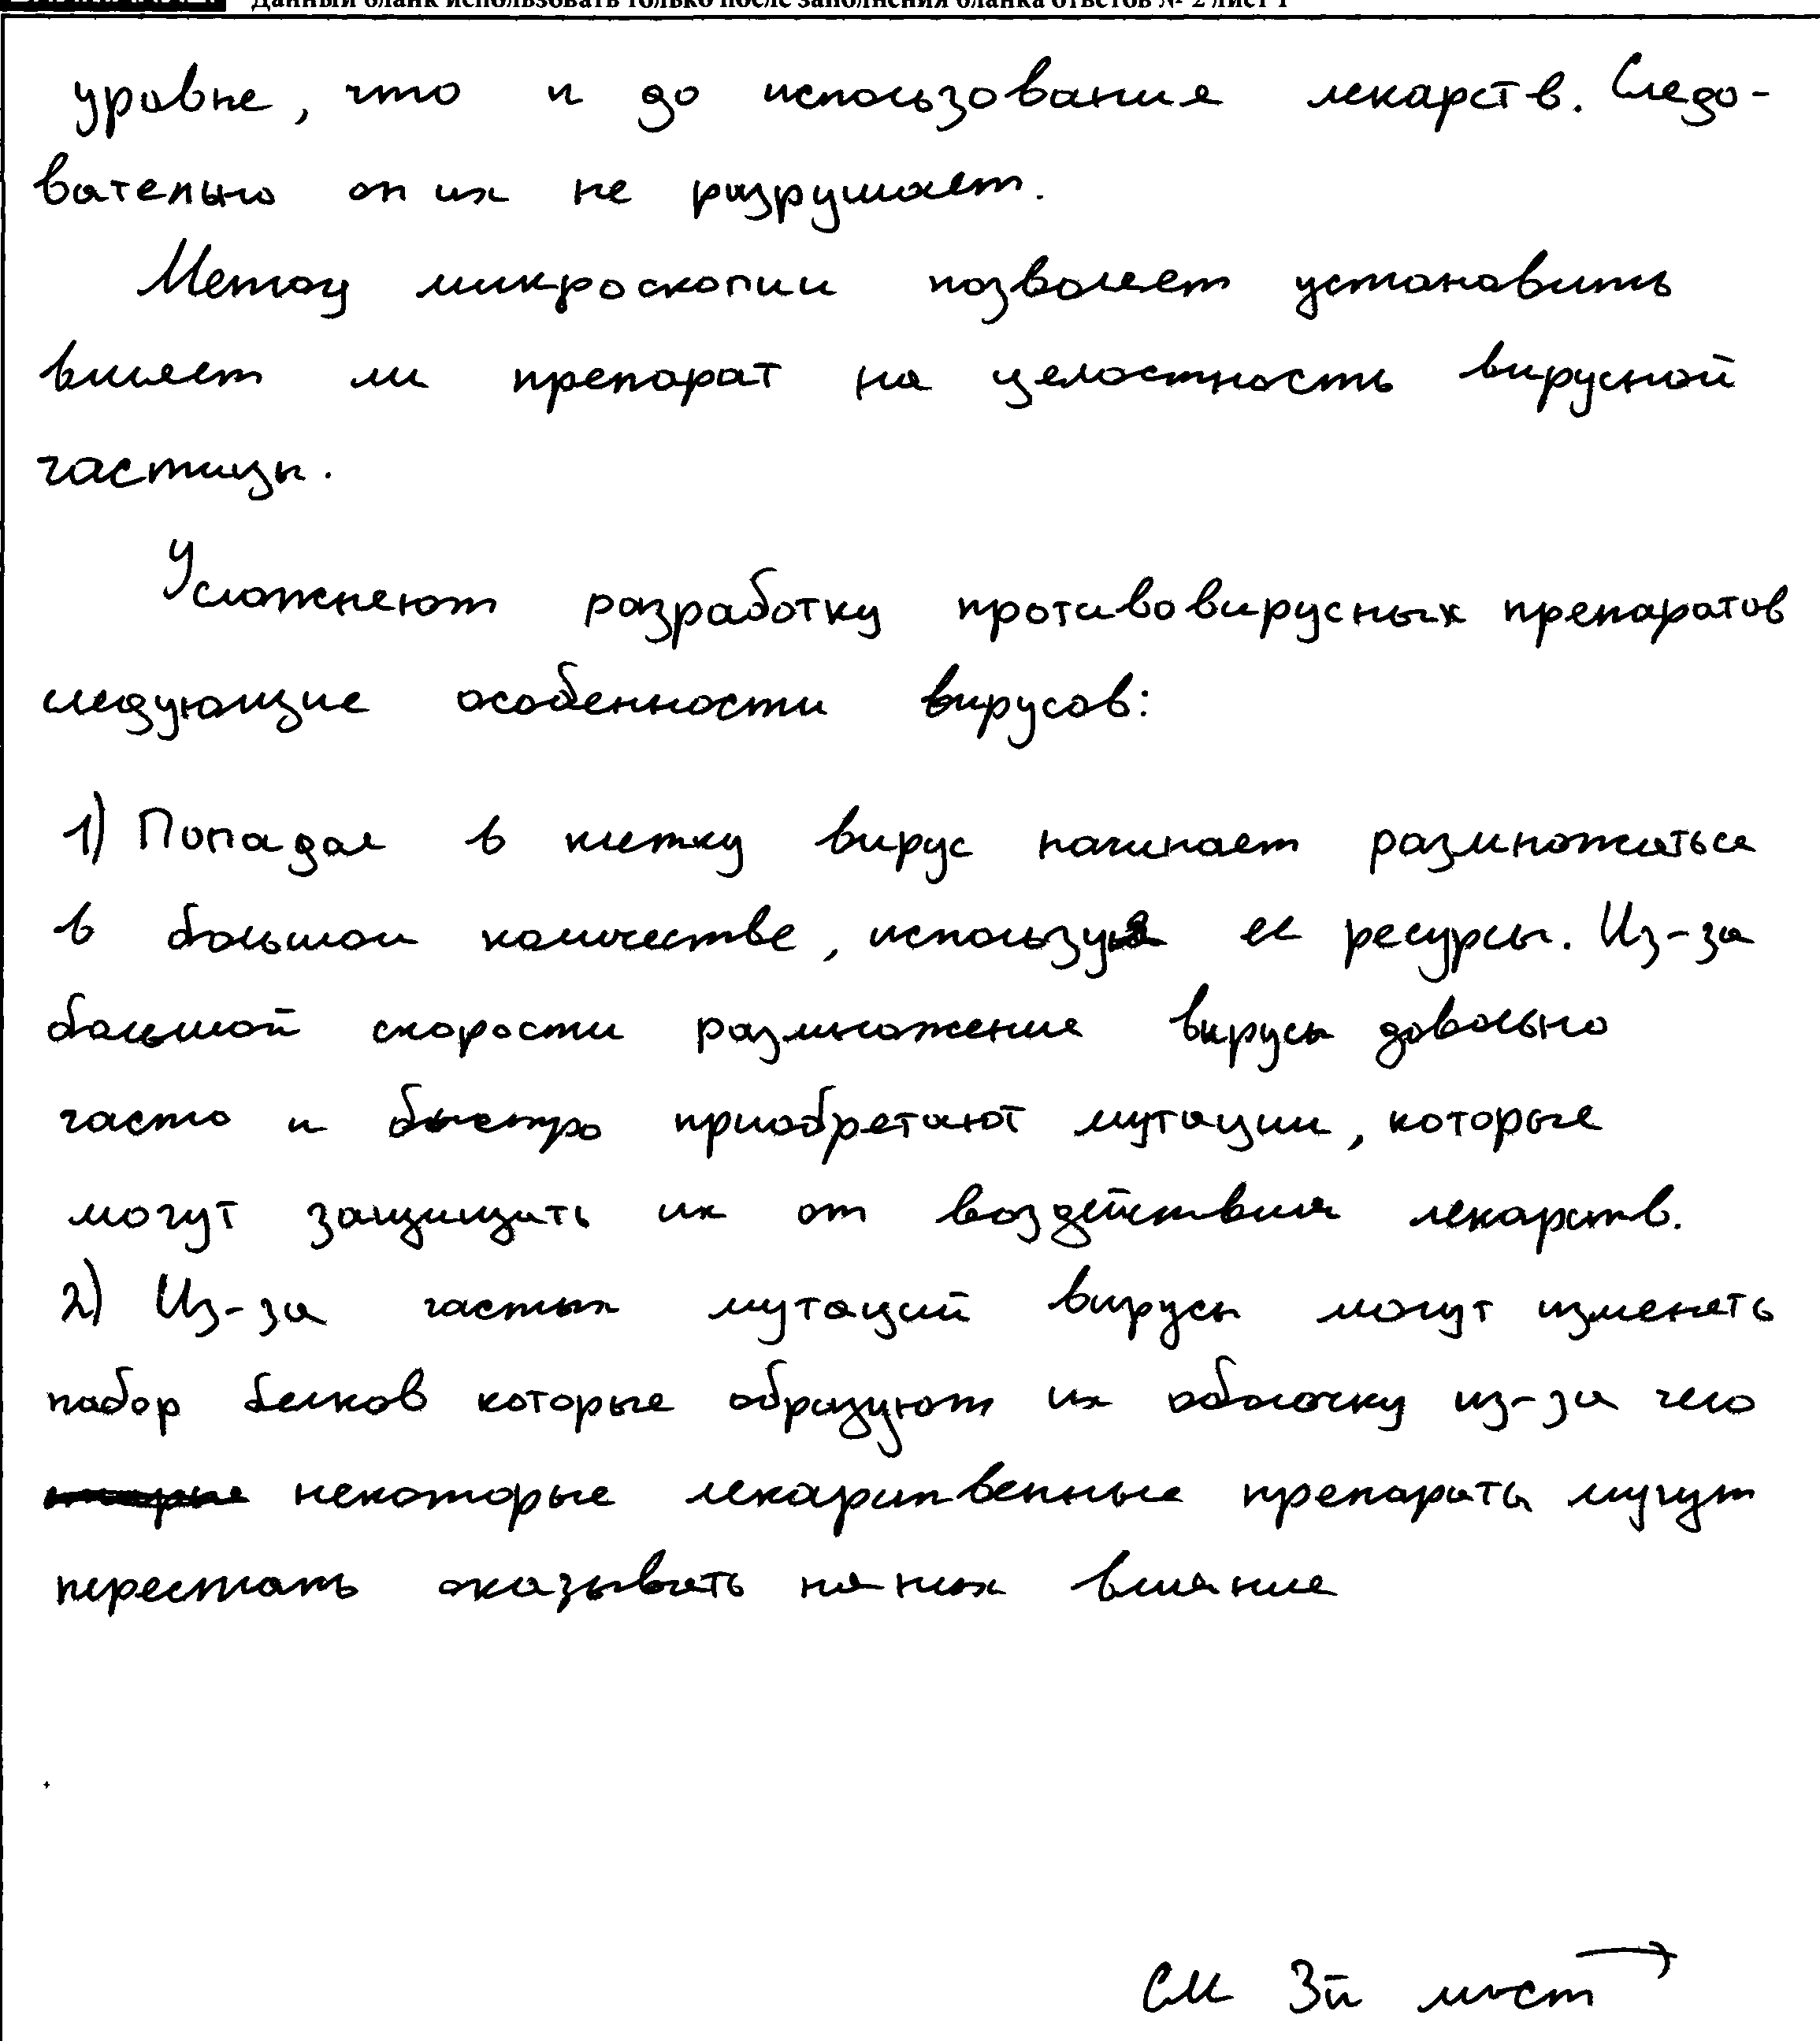 Данный бланк использовать только после заполнения бланка ответов № 2 лист 1
уровне, что и до использования лекарств. Следо-
вательно он их не разрушает.
Метод микроскопии позволяет установить
влияет ли препарат на целостность вирусной
частицы.
Усложняют разработку противовирусных препаратов
следующие особенности вирусов:
1) Попадая в клетку вирус начинает размножаться
в большом количестве, используя ее ресурсы. Из-за
большой скорости размножения вирусы довольно
часто и быстро приобретают мутации, которые
могут защищать их от воздействия лекарств.
2) Из-за частых мутаций вирусы могут изменять
набор белков которые образуют их оболочку из-за чего
некоторые лекарственные препараты могут
перестать оказывать на них влияние
СМ 3й лист